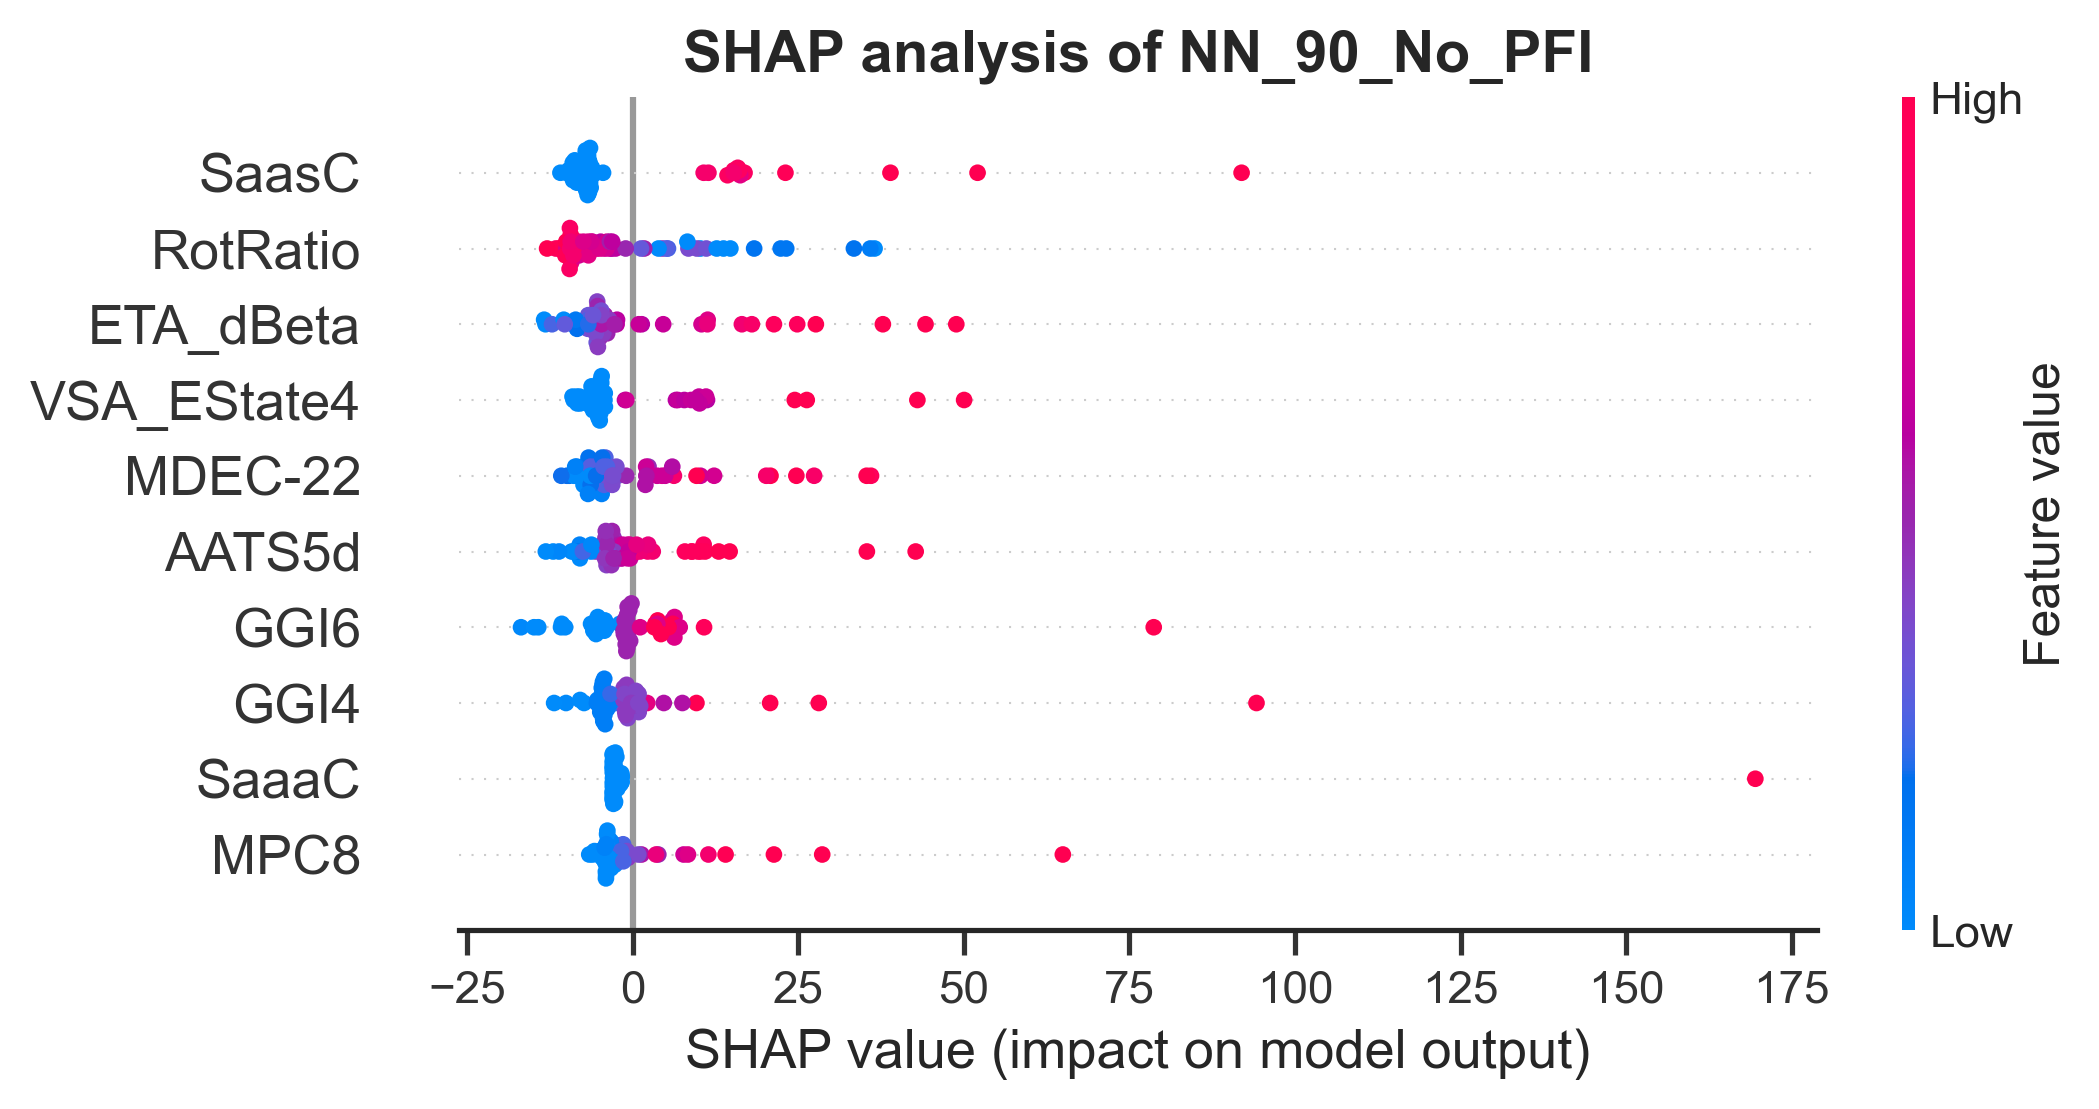 SHAP analysis of NN_90_No_PFI
High
SaasC
RotRatio
ETA_dBeta
VSA_EState4
MDEC-22
AATS5d
GGI6
GGI4
SaaaC
MPC8
Feature value
Low
−25 0 25 50 75 100 125 150 175
SHAP value (impact on model output)